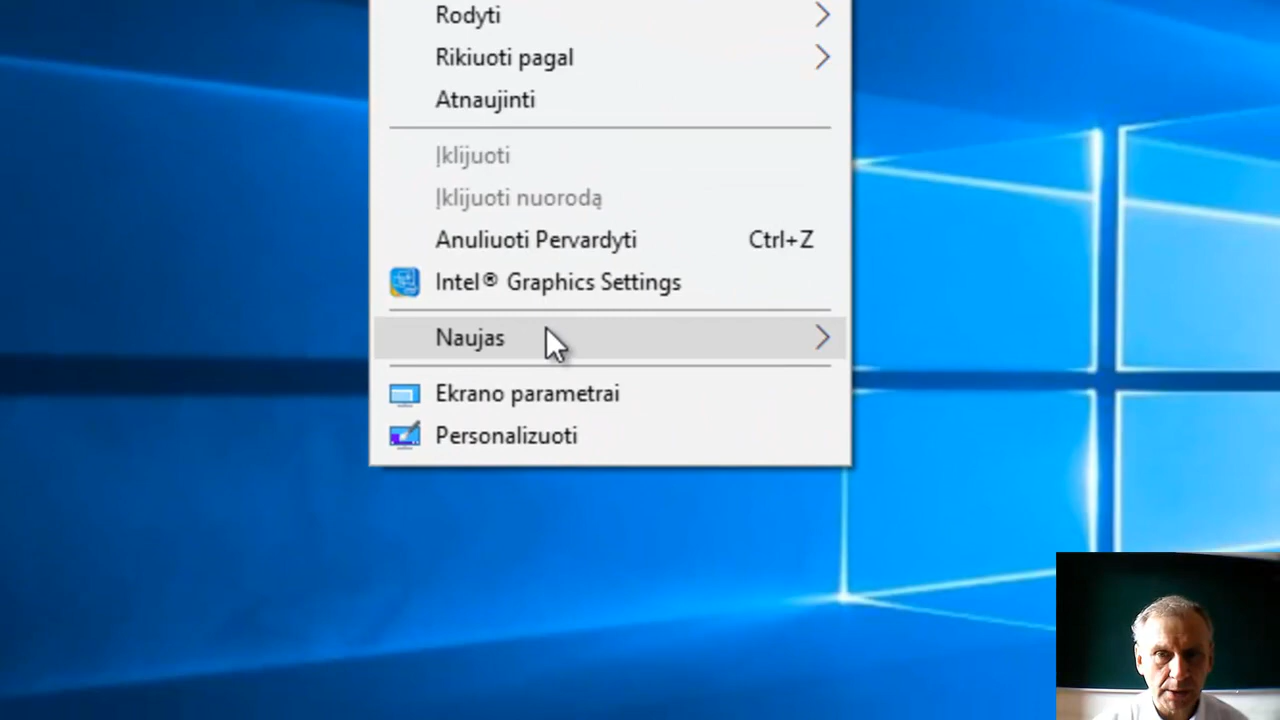 Rodyti
Rikiuoti pagal
Atnaujinti
Įklijuoti
Įklijuoti nuorodą
Anuliuoti Pervardyti Ctrl+Z
Intel® Graphics Settings
Naujas
Ekrano parametrai
Personalizuoti